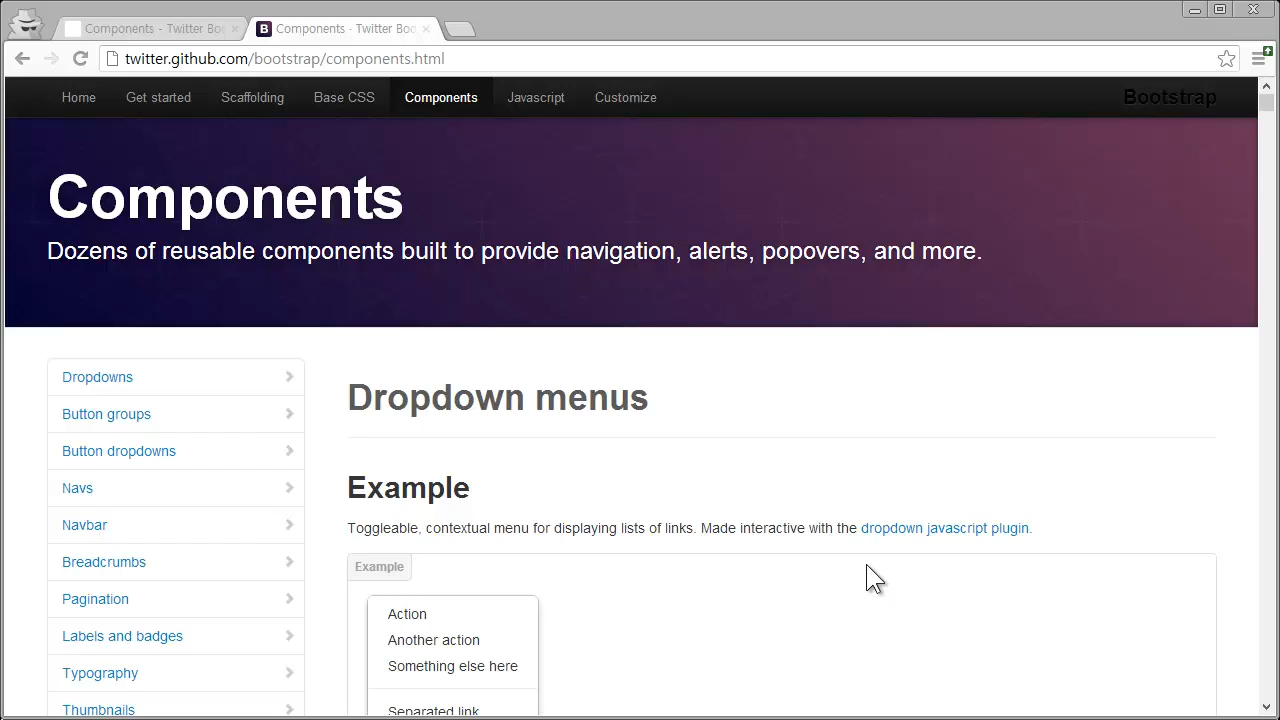 Components - Twitter Bo
B Components - Twitter Boo
twitter.github.com/bootstrap/components.html
Home Get started Scaffolding Base CSS Components Javascript Customize Bootstrap
Components
Dozens of reusable components built to provide navigation, alerts, popovers, and more.
Dropdowns
Button groups
Button dropdowns
Navs
Navbar
Breadcrumbs
Pagination
Labels and badges
Typography
Thumbnails
Dropdown menus
Example
Toggleable, contextual menu for displaying lists of links. Made interactive with the dropdown javascript plugin.
Example
Action
Another action
Something else here
Separated link